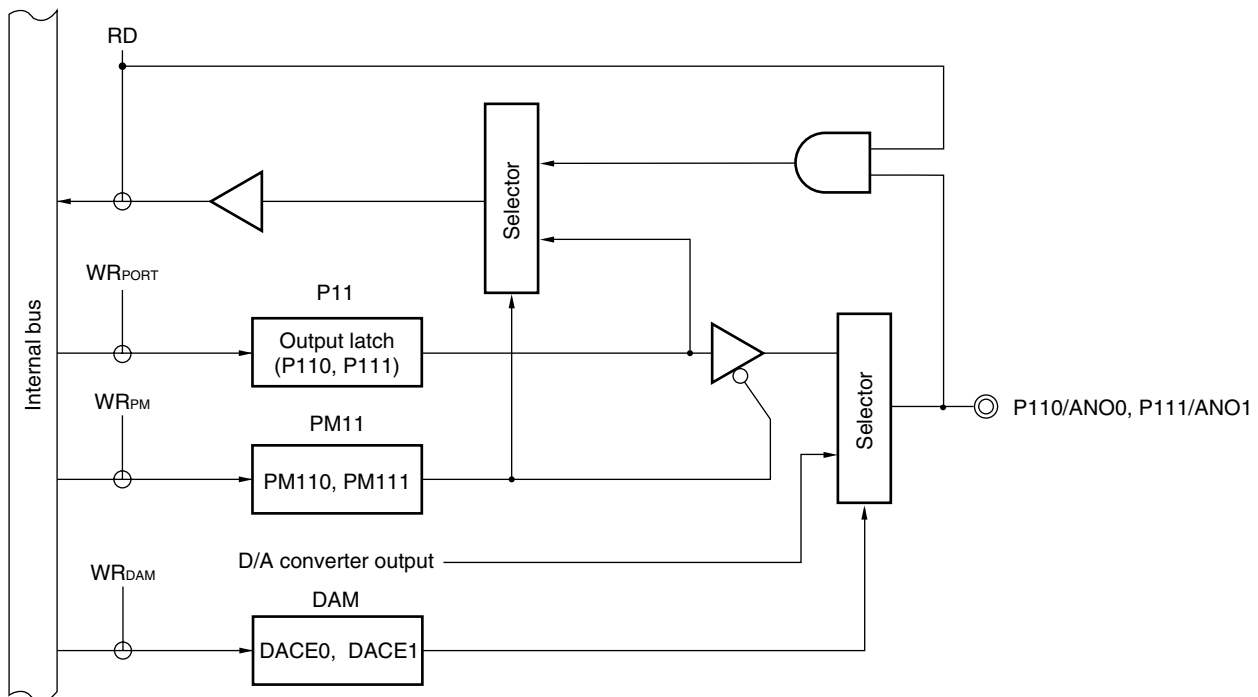 RD
Selector
Internal bus
WRPORT
P11
Output latch
(P110, P111)
WRPM
PM11
PM110, PM111
Selector
P110/ANO0, P111/ANO1
D/A converter output
WRDAM
DAM
DACE0, DACE1